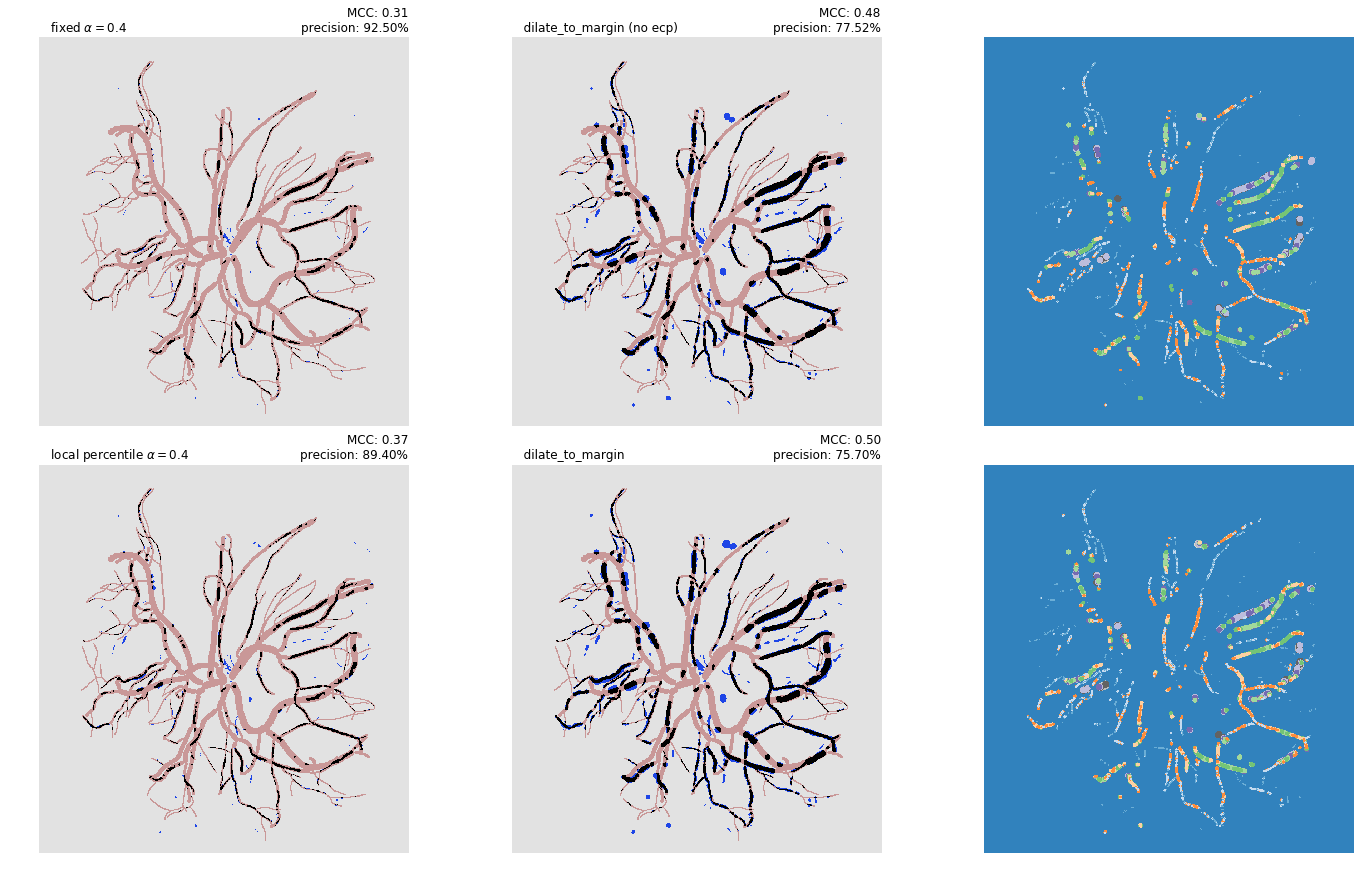 MCC: 0.31
fixed α = 0.4 precision: 92.50%
MCC: 0.48
dilate_to_margin (no ecp) precision: 77.52%
MCC: 0.37
local percentile α = 0.4 precision: 89.40%
MCC: 0.50
dilate_to_margin precision: 75.70%